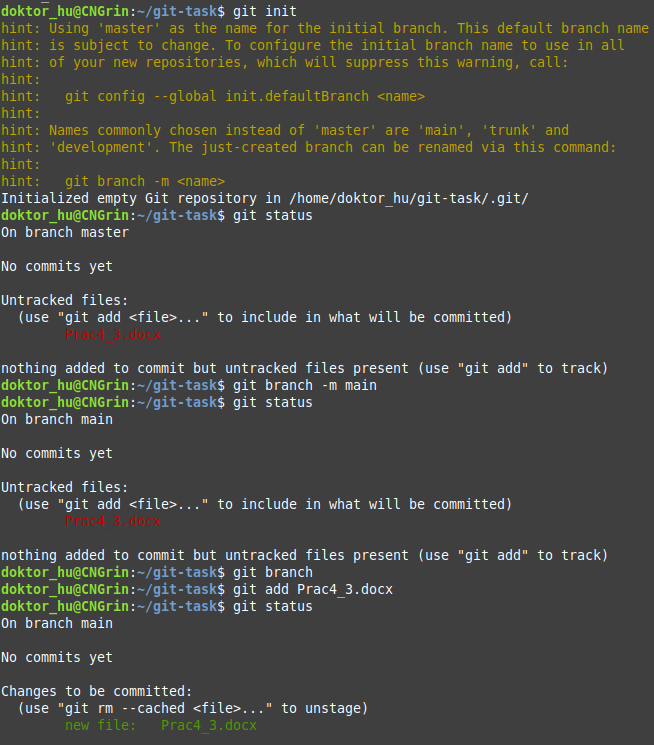 doktor_hu@CNGrin:~/git-task$ git init
hint: Using 'master' as the name for the initial branch. This default branch name
hint: is subject to change. To configure the initial branch name to use in all
hint: of your new repositories, which will suppress this warning, call:
hint:
hint:   git config --global init.defaultBranch <name>
hint:
hint: Names commonly chosen instead of 'master' are 'main', 'trunk' and
hint: 'development'. The just-created branch can be renamed via this command:
hint:
hint:   git branch -m <name>
Initialized empty Git repository in /home/doktor_hu/git-task/.git/
doktor_hu@CNGrin:~/git-task$ git status
On branch master

No commits yet

Untracked files:
  (use "git add <file>..." to include in what will be committed)
        Prac4_3.docx

nothing added to commit but untracked files present (use "git add" to track)
doktor_hu@CNGrin:~/git-task$ git branch -m main
doktor_hu@CNGrin:~/git-task$ git status
On branch main

No commits yet

Untracked files:
  (use "git add <file>..." to include in what will be committed)
        Prac4_3.docx

nothing added to commit but untracked files present (use "git add" to track)
doktor_hu@CNGrin:~/git-task$ git branch
doktor_hu@CNGrin:~/git-task$ git add Prac4_3.docx
doktor_hu@CNGrin:~/git-task$ git status
On branch main

No commits yet

Changes to be committed:
  (use "git rm --cached <file>..." to unstage)
        new file:   Prac4_3.docx